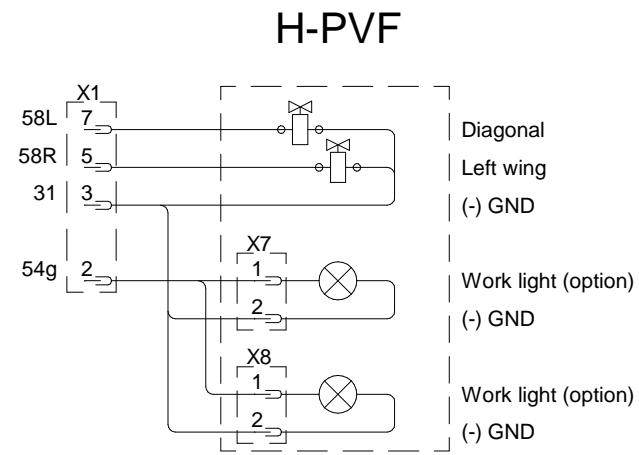 H-PVF
X1
58L 7 Diagonal
58R 5 Left wing
31 3 (-) GND
X7
54g 2 1 Work light (option)
2 (-) GND
X8
1 Work light (option)
2 (-) GND